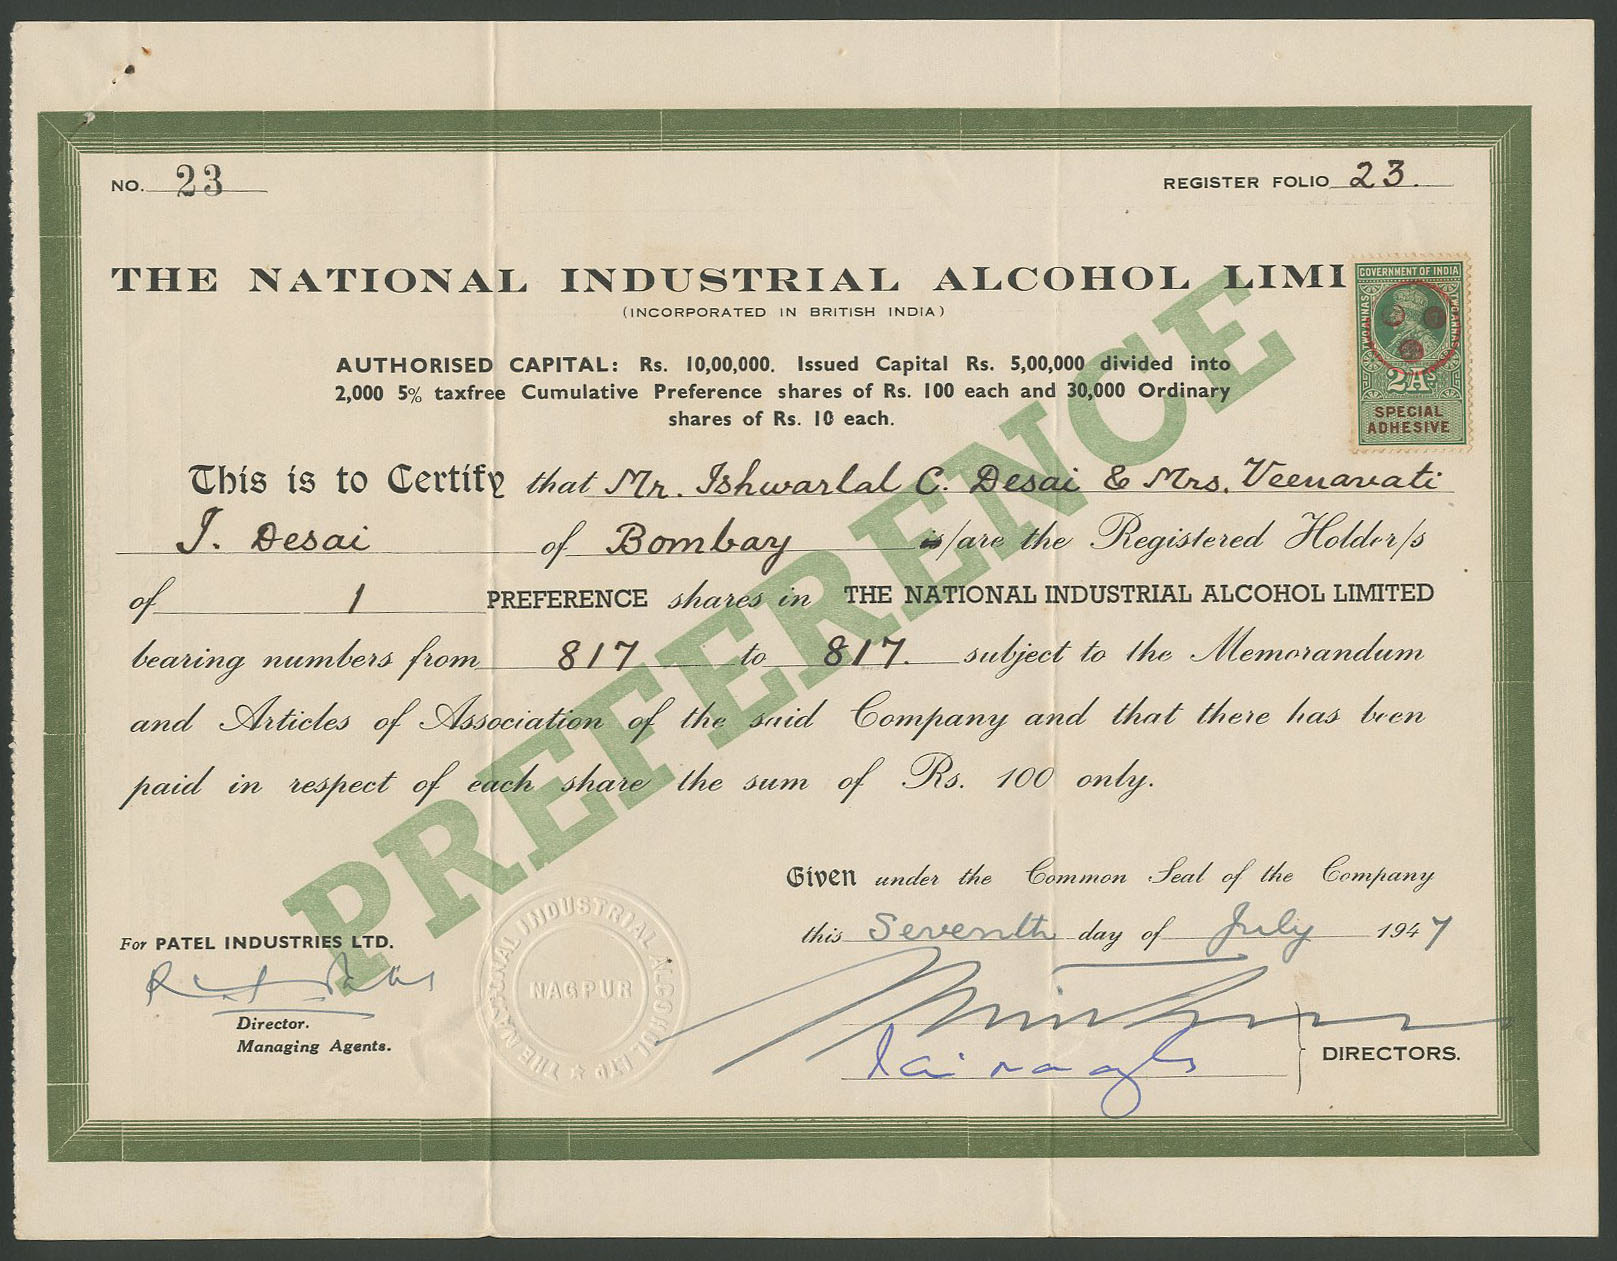 NO. 23
REGISTER FOLIO 23.
THE NATIONAL INDUSTRIAL ALCOHOL LIMI
(INCORPORATED IN BRITISH INDIA)
GOVERNMENT OF INDIA
TWO ANNAS
TWO ANNAS
2As
SPECIAL
ADHESIVE
AUTHORISED CAPITAL: Rs. 10,00,000. Issued Capital Rs. 5,00,000 divided into
2,000 5% taxfree Cumulative Preference shares of Rs. 100 each and 30,000 Ordinary
shares of Rs. 10 each.
This is to Certify that Mr. Ishwarlal C. Desai & Mrs. Veenavati
I. Desai of Bombay is/are the Registered Holder/s
of 1 PREFERENCE shares in THE NATIONAL INDUSTRIAL ALCOHOL LIMITED
bearing numbers from 817 to 817. subject to the Memorandum
and Articles of Association of the said Company and that there has been
paid in respect of each share the sum of Rs. 100 only.
PREFERENCE
Given under the Common Seal of the Company
this Seventh day of July 1947
For PATEL INDUSTRIES LTD.
Director.
Managing Agents.
THE NATIONAL INDUSTRIAL ALCOHOL LTD
NAGPUR
DIRECTORS.